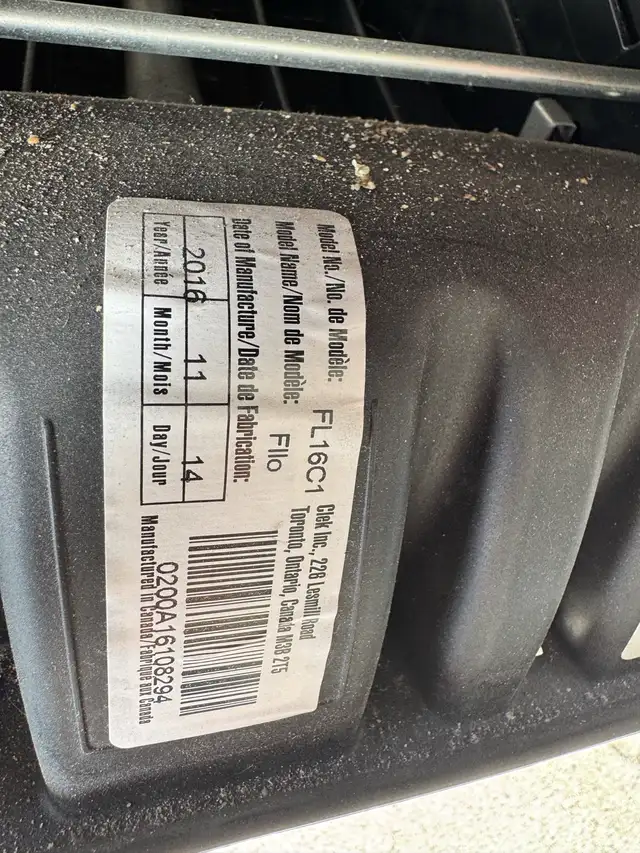 Model No./No. de Modèle: FL16C1
Model Name/Nom de Modèle: Fllo
Date of Manufacture/Date de Fabrication:
2016 11 14
Year/Année Month/Mois Day/Jour
Clek Inc., 226 Lesmill Road
Toronto, Ontario, Canada M3B 2T5
0200A16108294
Manufactured in Canada/Fabriqué aux Canada